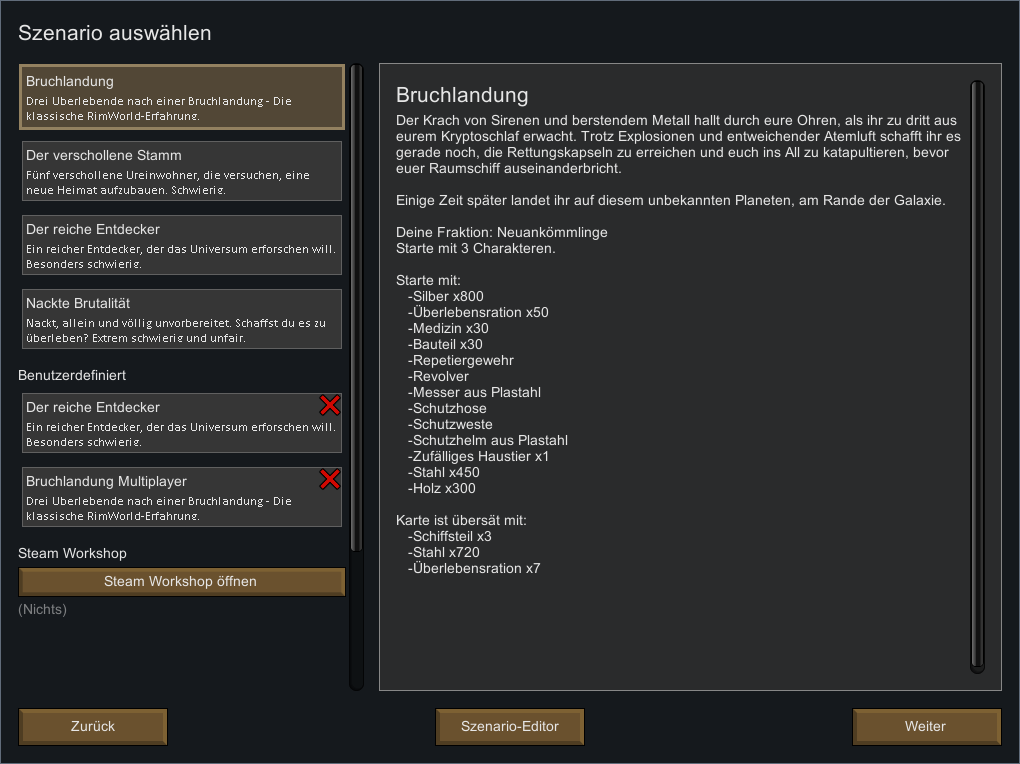 Szenario auswählen
Bruchlandung
Drei Überlebende nach einer Bruchlandung - Die
klassische RimWorld-Erfahrung.
Der verschollene Stamm
Fünf verschollene Ureinwohner, die versuchen, eine
neue Heimat aufzubauen. Schwierig.
Der reiche Entdecker
Ein reicher Entdecker, der das Universum erforschen will.
Besonders schwierig.
Nackte Brutalität
Nackt, allein und völlig unvorbereitet. Schaffst du es zu
überleben? Extrem schwierig und unfair.
Benutzerdefiniert
Der reiche Entdecker
Ein reicher Entdecker, der das Universum erforschen will.
Besonders schwierig.
Bruchlandung Multiplayer
Drei Überlebende nach einer Bruchlandung - Die
klassische RimWorld-Erfahrung.
Steam Workshop
Steam Workshop öffnen
(Nichts)
Bruchlandung
Der Krach von Sirenen und berstendem Metall hallt durch eure Ohren, als ihr zu dritt aus
eurem Kryptoschlaf erwacht. Trotz Explosionen und entweichender Atemluft schafft ihr es
gerade noch, die Rettungskapseln zu erreichen und euch ins All zu katapultieren, bevor
euer Raumschiff auseinanderbricht.
Einige Zeit später landet ihr auf diesem unbekannten Planeten, am Rande der Galaxie.
Deine Fraktion: Neuankömmlinge
Starte mit 3 Charakteren.
Starte mit:
-Silber x800
-Überlebensration x50
-Medizin x30
-Bauteil x30
-Repetiergewehr
-Revolver
-Messer aus Plastahl
-Schutzhose
-Schutzweste
-Schutzhelm aus Plastahl
-Zufälliges Haustier x1
-Stahl x450
-Holz x300
Karte ist übersät mit:
-Schiffsteil x3
-Stahl x720
-Überlebensration x7
Zurück
Szenario-Editor
Weiter